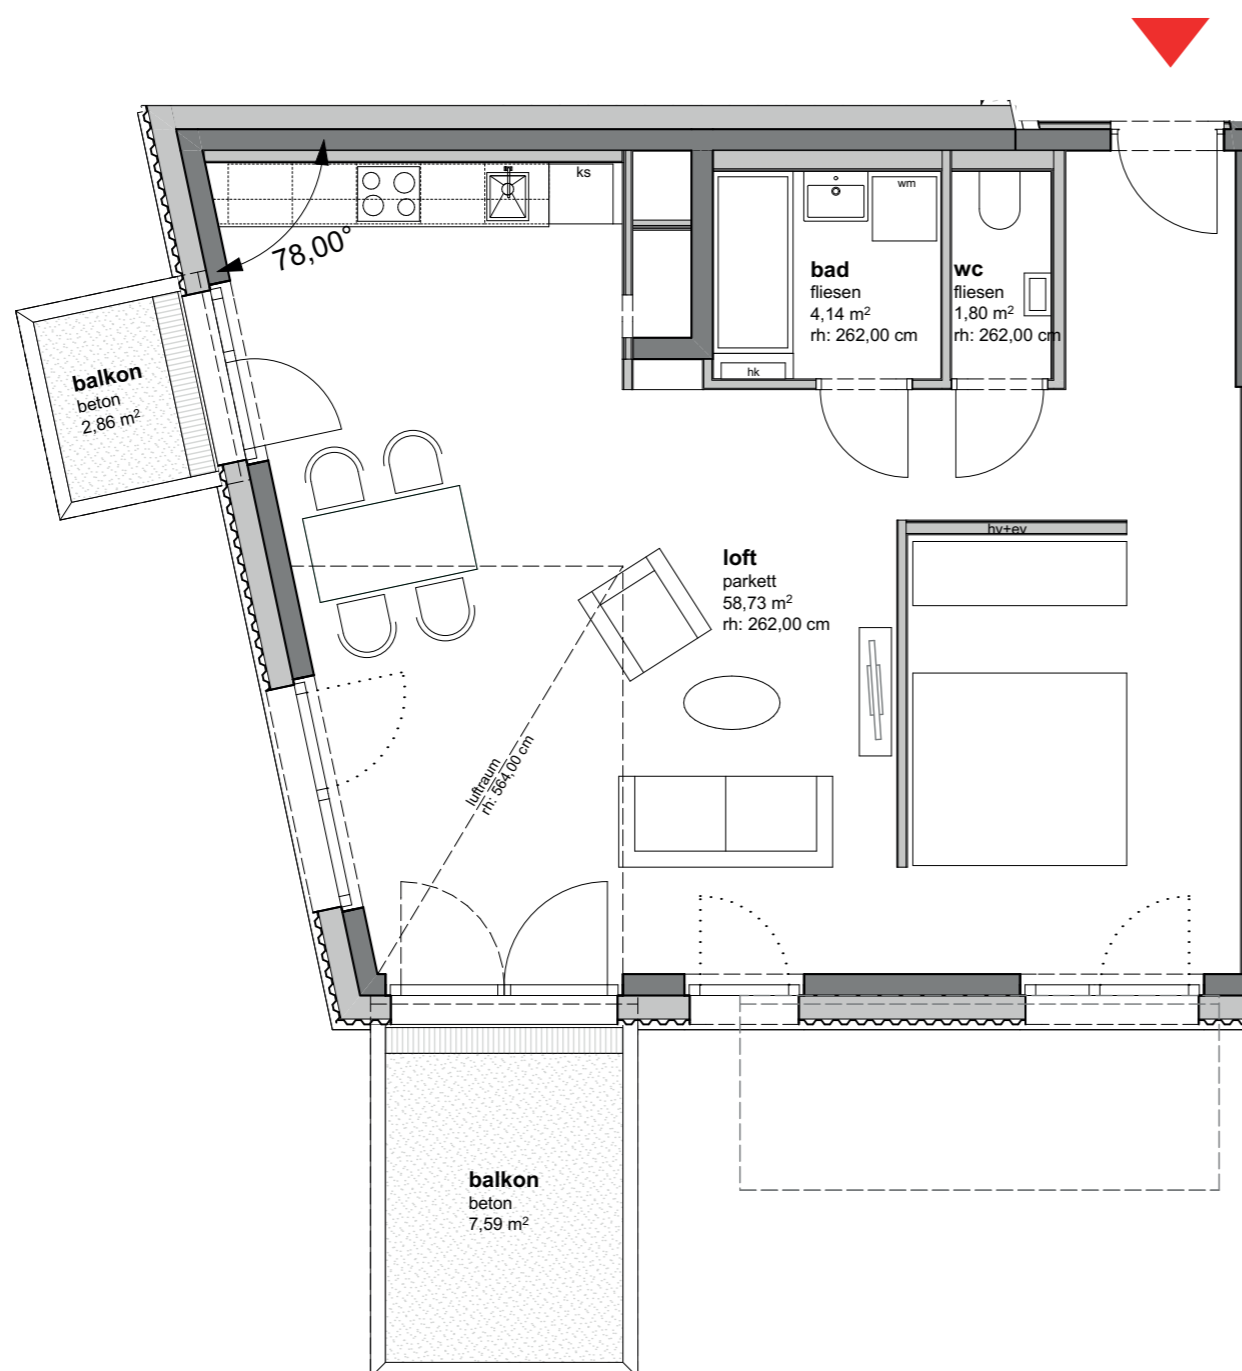 ks
wm
78,00°
bad
fliesen
4,14 m²
rh: 262,00 cm
wc
fliesen
1,80 m²
rh: 262,00 cm
hk
balkon
beton
2,86 m²
hv+ev
loft
parkett
58,73 m²
rh: 262,00 cm
luftraum
rh: 564,00 cm
balkon
beton
7,59 m²